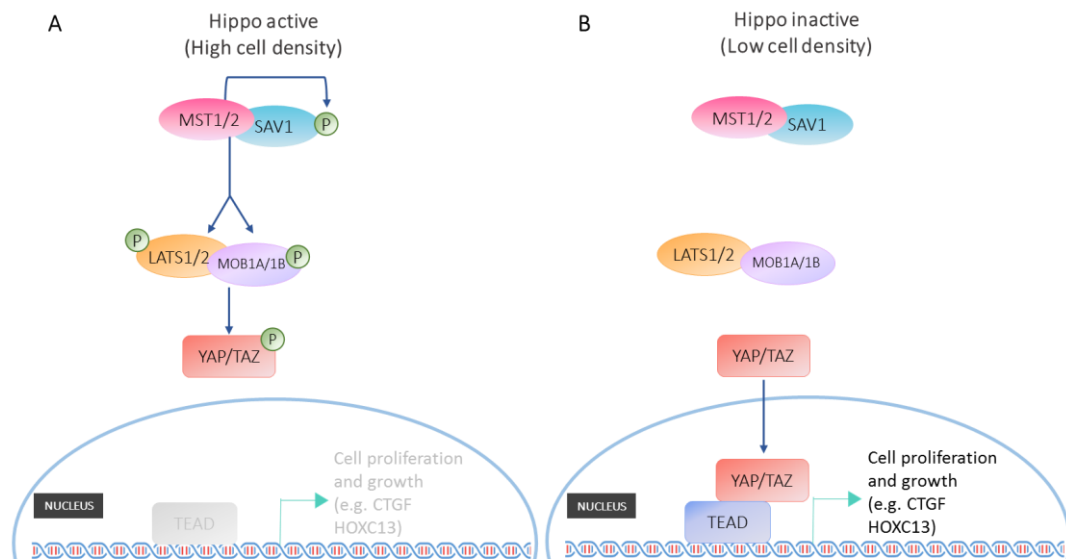 A
Hippo active
(High cell density)
MST1/2
SAV1
P
P
LATS1/2
MOB1A/1B
P
P
YAP/TAZ
Cell proliferation
and growth
(e.g. CTGF
HOXC13)
NUCLEUS
TEAD
B
Hippo inactive
(Low cell density)
MST1/2
SAV1
LATS1/2
MOB1A/1B
YAP/TAZ
YAP/TAZ
Cell proliferation
and growth
(e.g. CTGF
HOXC13)
NUCLEUS
TEAD